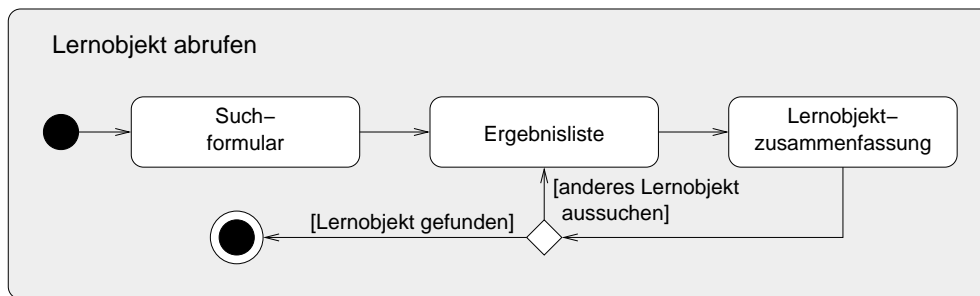 Lernobjekt abrufen
Such–
formular
Ergebnisliste
Lernobjekt–
zusammenfassung
[anderes Lernobjekt
aussuchen]
[Lernobjekt gefunden]